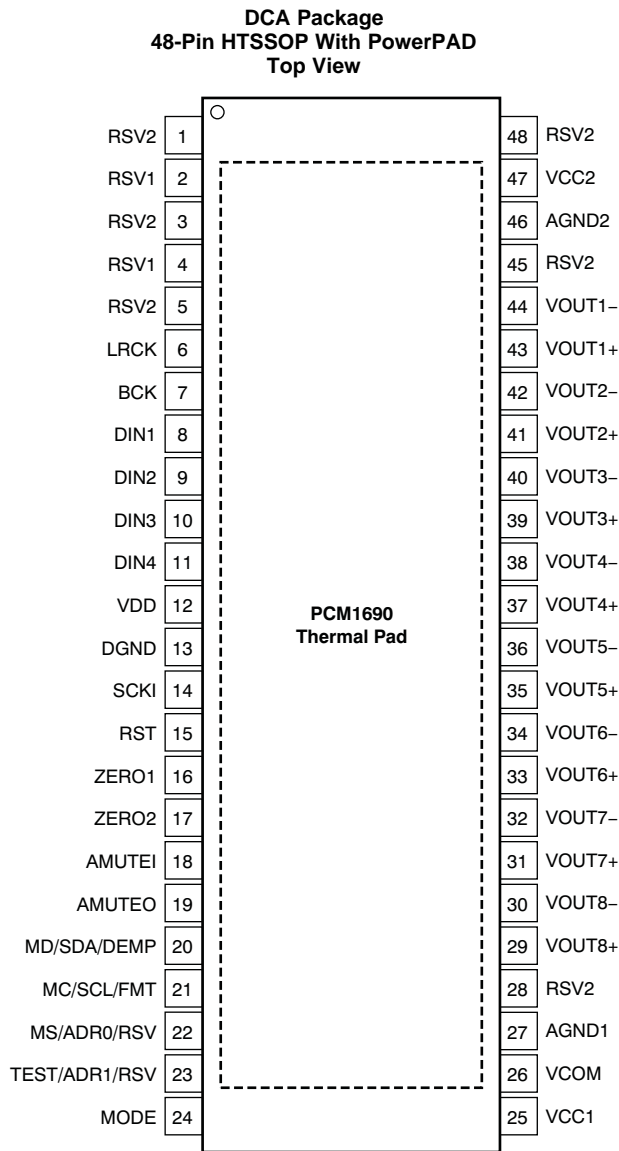 DCA Package
48-Pin HTSSOP With PowerPAD
Top View
RSV2 1 48 RSV2
RSV1 2 47 VCC2
RSV2 3 46 AGND2
RSV1 4 45 RSV2
RSV2 5 44 VOUT1−
LRCK 6 43 VOUT1+
BCK 7 42 VOUT2−
DIN1 8 41 VOUT2+
DIN2 9 40 VOUT3−
DIN3 10 39 VOUT3+
DIN4 11 38 VOUT4−
VDD 12 37 VOUT4+
DGND 13 36 VOUT5−
SCKI 14 35 VOUT5+
RST 15 34 VOUT6−
ZERO1 16 33 VOUT6+
ZERO2 17 32 VOUT7−
AMUTEI 18 31 VOUT7+
AMUTEO 19 30 VOUT8−
MD/SDA/DEMP 20 29 VOUT8+
MC/SCL/FMT 21 28 RSV2
MS/ADR0/RSV 22 27 AGND1
TEST/ADR1/RSV 23 26 VCOM
MODE 24 25 VCC1
PCM1690
Thermal Pad